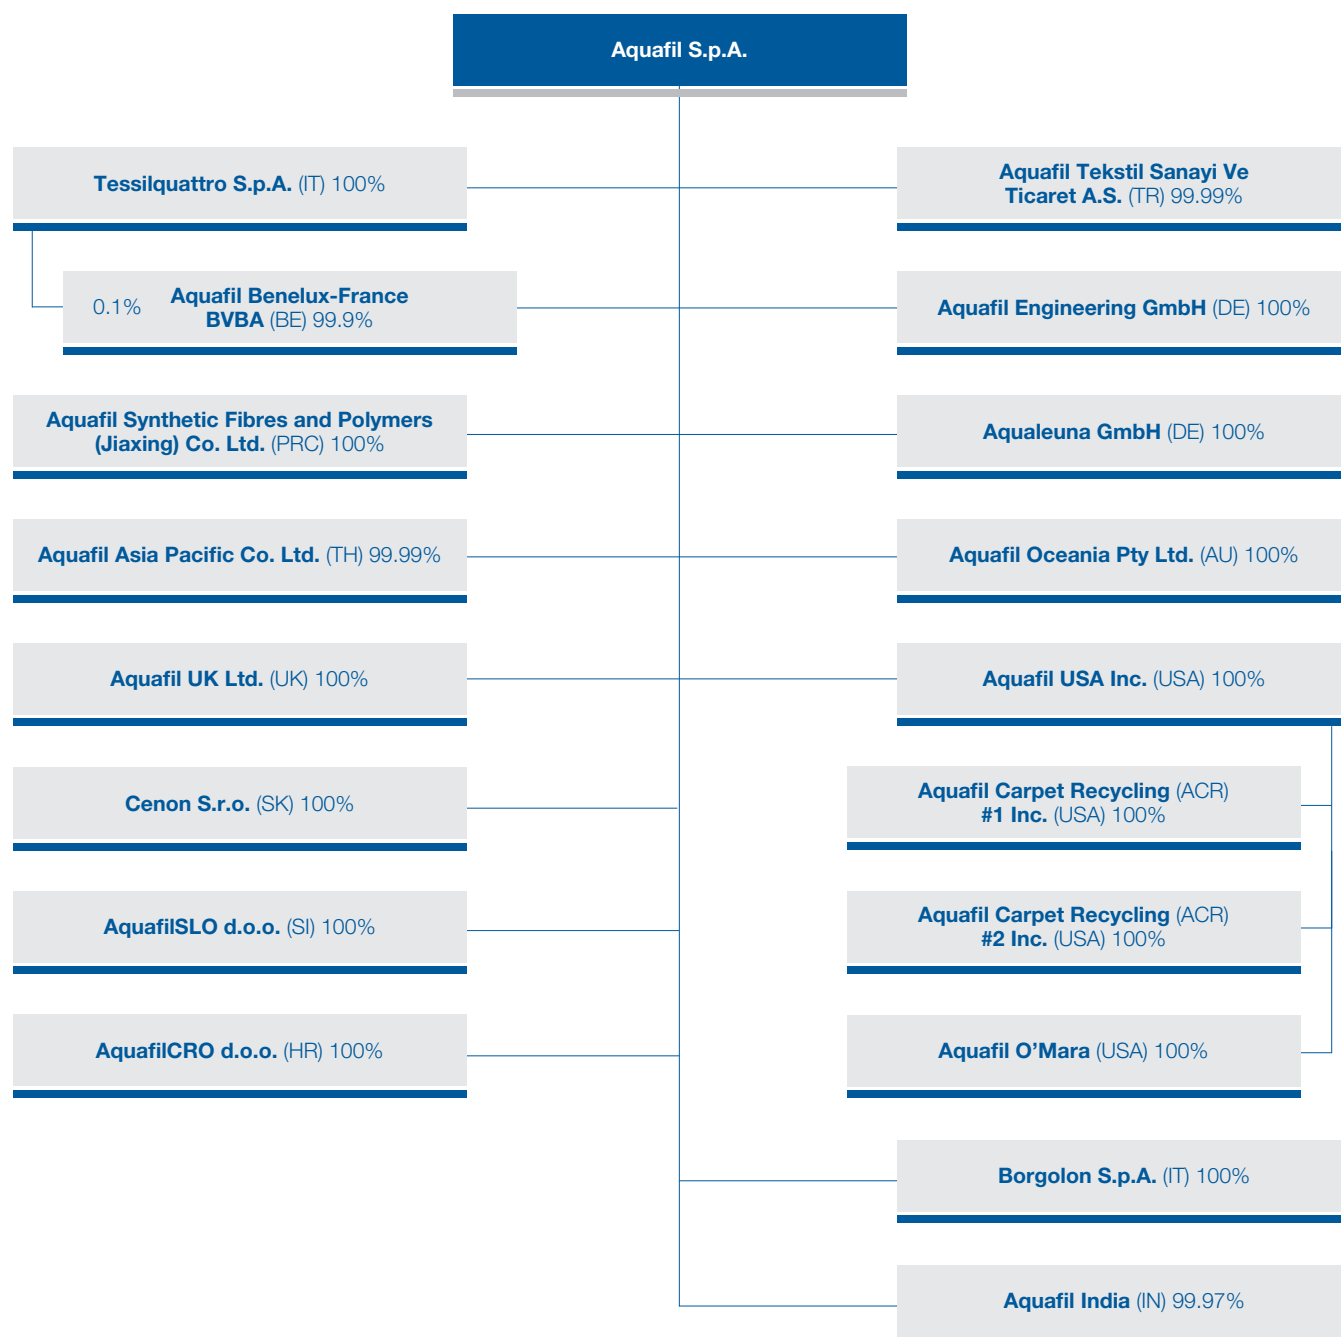 Aquafil S.p.A.
Tessilquattro S.p.A. (IT) 100%
Aquafil Tekstil Sanayi Ve
Ticaret A.S. (TR) 99.99%
0.1%
Aquafil Benelux-France
BVBA (BE) 99.9%
Aquafil Engineering GmbH (DE) 100%
Aquafil Synthetic Fibres and Polymers
(Jiaxing) Co. Ltd. (PRC) 100%
Aqualeuna GmbH (DE) 100%
Aquafil Asia Pacific Co. Ltd. (TH) 99.99%
Aquafil Oceania Pty Ltd. (AU) 100%
Aquafil UK Ltd. (UK) 100%
Aquafil USA Inc. (USA) 100%
Cenon S.r.o. (SK) 100%
Aquafil Carpet Recycling (ACR)
#1 Inc. (USA) 100%
AquafilSLO d.o.o. (SI) 100%
Aquafil Carpet Recycling (ACR)
#2 Inc. (USA) 100%
AquafilCRO d.o.o. (HR) 100%
Aquafil O’Mara (USA) 100%
Borgolon S.p.A. (IT) 100%
Aquafil India (IN) 99.97%